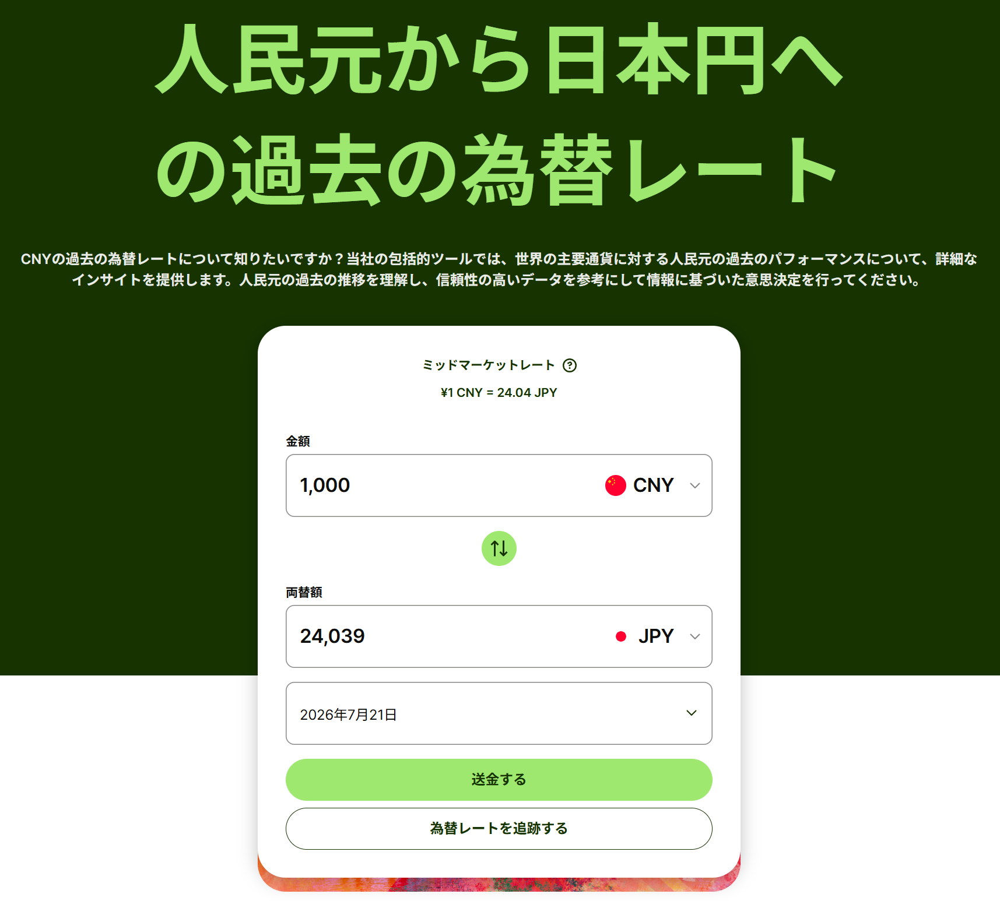 人民元から日本円へ
の過去の為替レート
CNYの過去の為替レートについて知りたいですか？当社の包括的ツールでは、世界の主要通貨に対する人民元の過去のパフォーマンスについて、詳細な
インサイトを提供します。人民元の過去の推移を理解し、信頼性の高いデータを参考にして情報に基づいた意思決定を行ってください。
ミッドマーケットレート ?
¥1 CNY = 24.04 JPY
金額
1,000 CNY
両替額
24,039 JPY
2026年7月21日
送金する
為替レートを追跡する